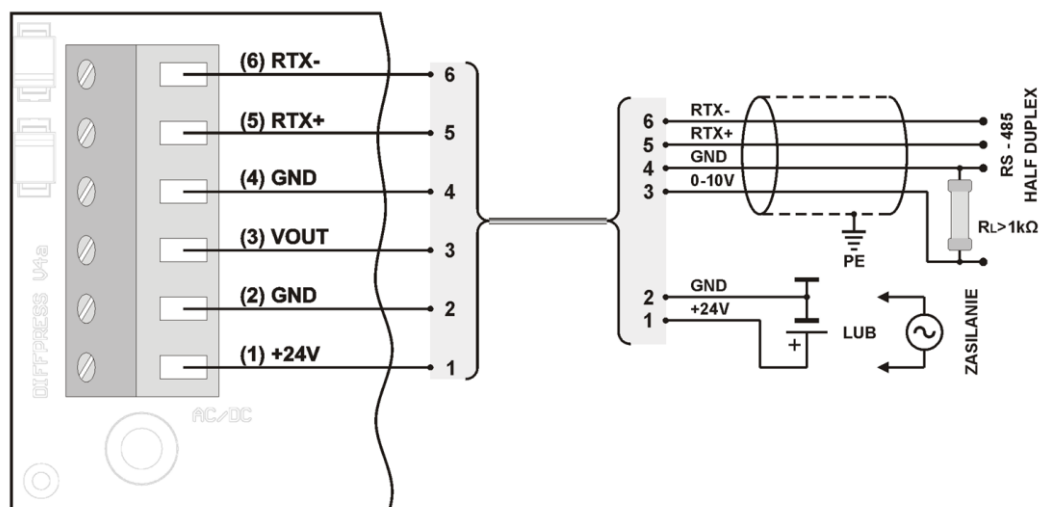 (6) RTX-
(5) RTX+
(4) GND
(3) VOUT
(2) GND
(1) +24V
DIFFPRESS V4a
AC/DC
6
5
4
3
2
1
6 RTX-
5 RTX+
4 GND
3 0-10V
2 GND
1 +24V
PE
+
LUB
RL>1kΩ
RS - 485
HALF DUPLEX
ZASILANIE